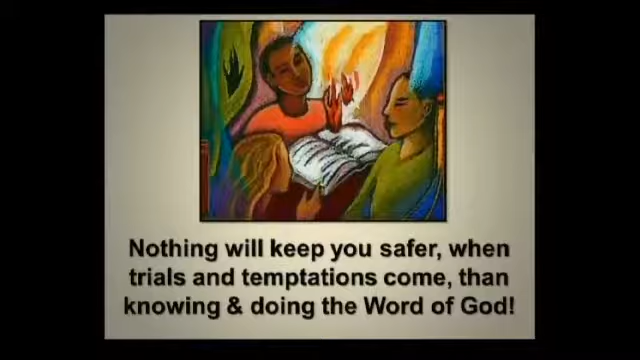 Nothing will keep you safer, when
trials and temptations come, than
knowing & doing the Word of God!